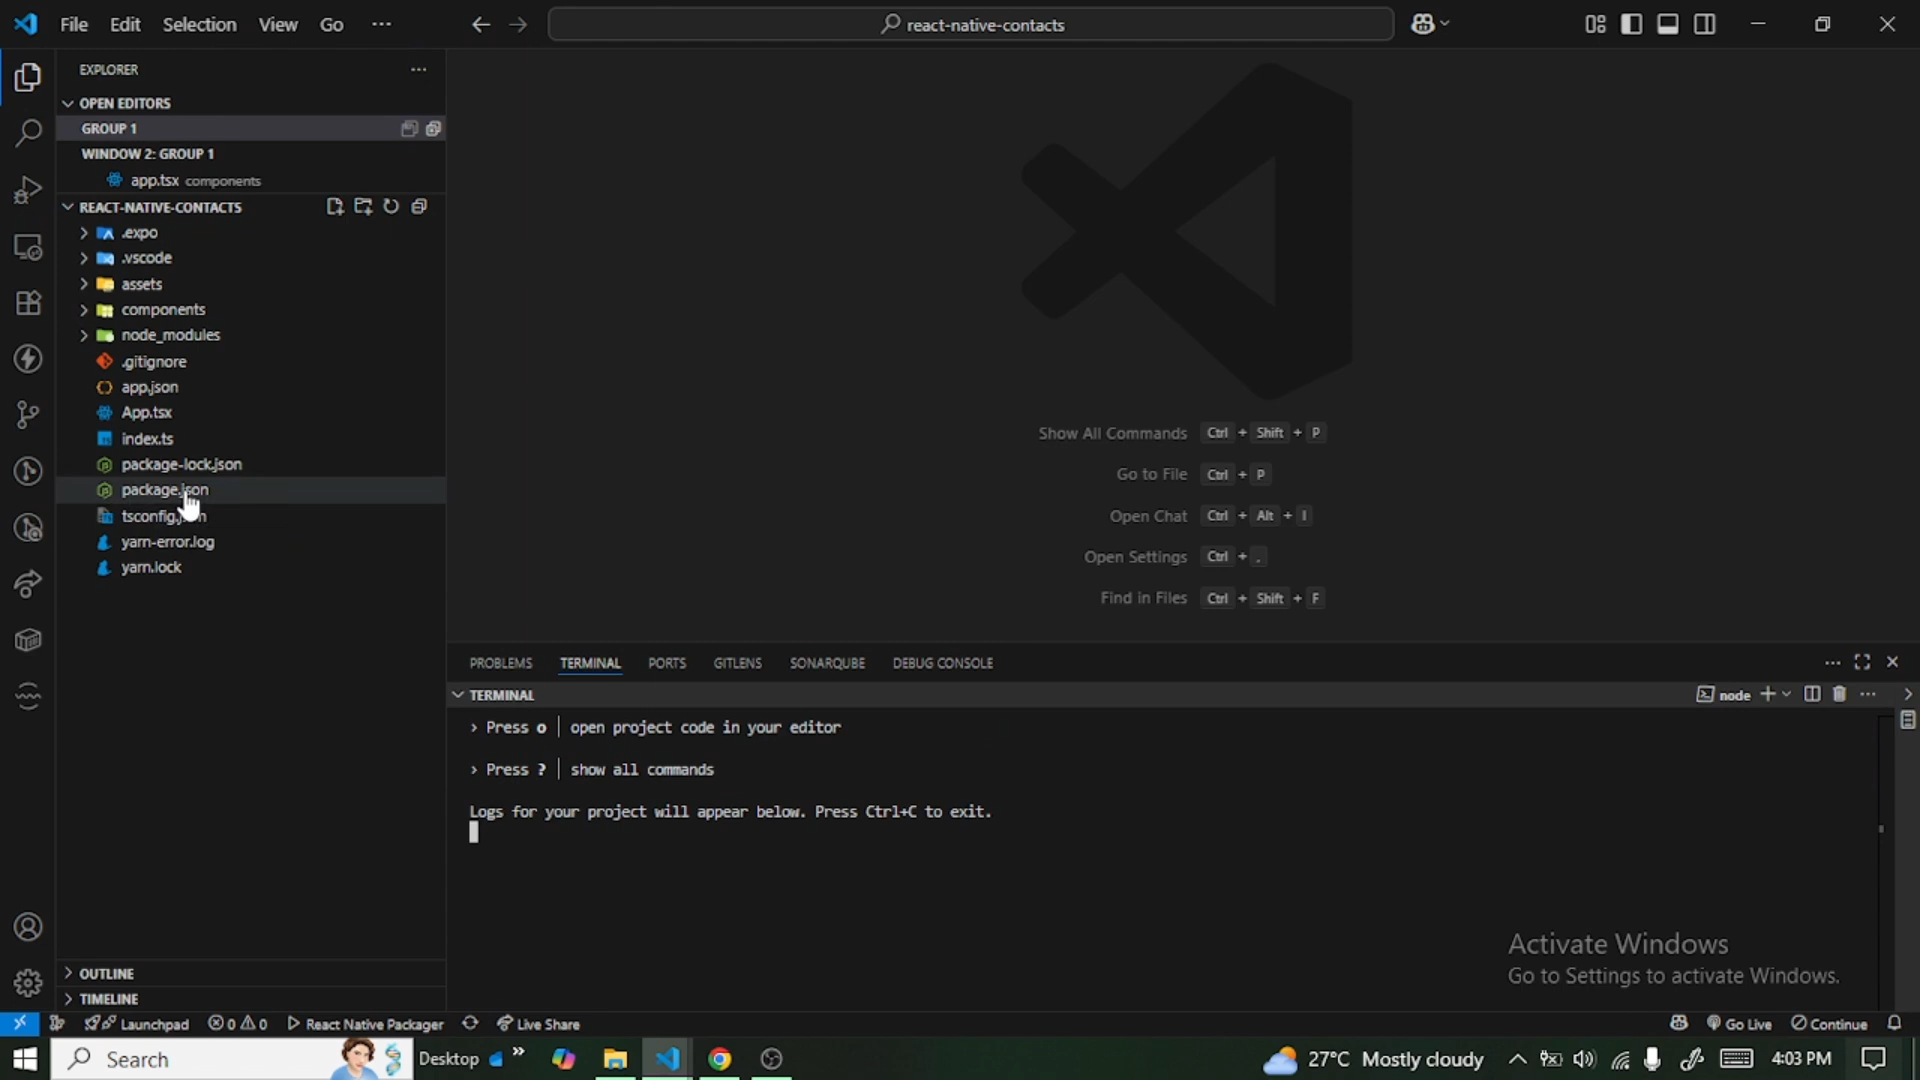 File Edit Selection View Go ···
react-native-contacts
EXPLORER
OPEN EDITORS
GROUP 1
WINDOW 2: GROUP 1
app.tsx components
REACT-NATIVE-CONTACTS
.expo
.vscode
assets
components
node_modules
.gitignore
app.json
App.tsx
index.ts
package-lock.json
package.json
yarn-error.log
yarn.lock
OUTLINE
TIMELINE
Show All Commands Ctrl + Shift + P
Go to File Ctrl + P
Open Chat Ctrl + Alt + I
Open Settings Ctrl + ,
Find in Files Ctrl + Shift + F
PROBLEMS TERMINAL PORTS GITLENS SONARQUBE DEBUG CONSOLE
TERMINAL
node
› Press o │ open project code in your editor
› Press ? │ show all commands
Logs for your project will appear below. Press Ctrl+C to exit.
Activate Windows
Go to Settings to activate Windows.
Launchpad 0 0 React Native Packager Live Share
Go Live Continue
Search
Desktop »
27°C Mostly cloudy
4:03 PM